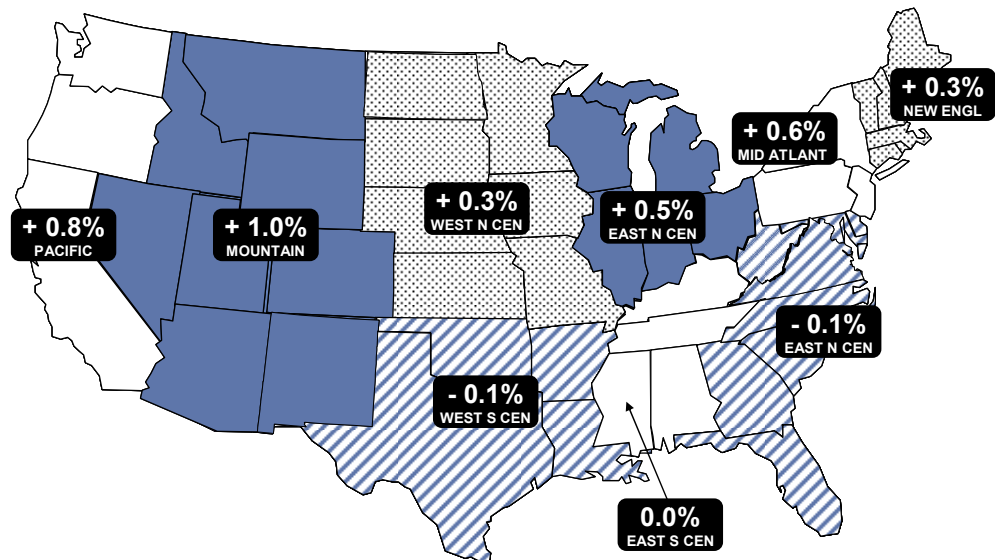 + 0.3%
NEW ENGL
+ 0.6%
MID ATLANT
+ 0.3%
WEST N CEN
+ 0.5%
EAST N CEN
+ 0.8%
PACIFIC
+ 1.0%
MOUNTAIN
- 0.1%
EAST N CEN
- 0.1%
WEST S CEN
0.0%
EAST S CEN